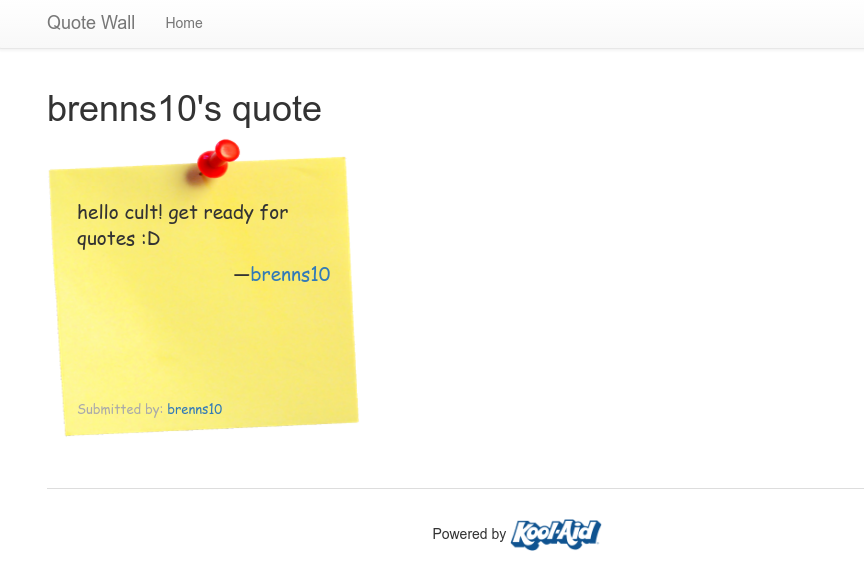 Quote Wall Home
brenns10's quote
hello cult! get ready for
quotes :D
—brenns10
Submitted by: brenns10
Powered by Kool-Aid